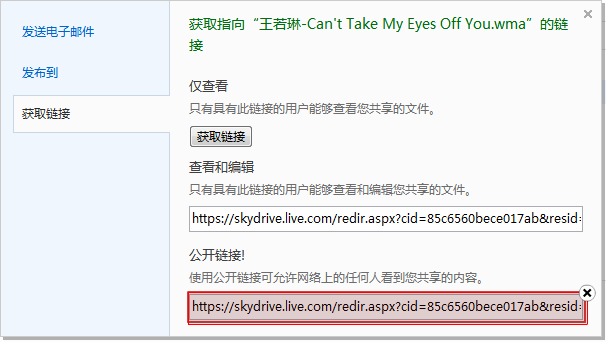 发送电子邮件
发布到
获取链接
获取指向“王若琳-Can't Take My Eyes Off You.wma”的链
接
仅查看
只有具有此链接的用户能够查看您共享的文件。
获取链接
查看和编辑
只有具有此链接的用户能够查看和编辑您共享的文件。
https://skydrive.live.com/redir.aspx?cid=85c6560bece017ab&resid=
公开链接!
使用公开链接可允许网络上的任何人看到您共享的内容。
https://skydrive.live.com/redir.aspx?cid=85c6560bece017ab&resid=